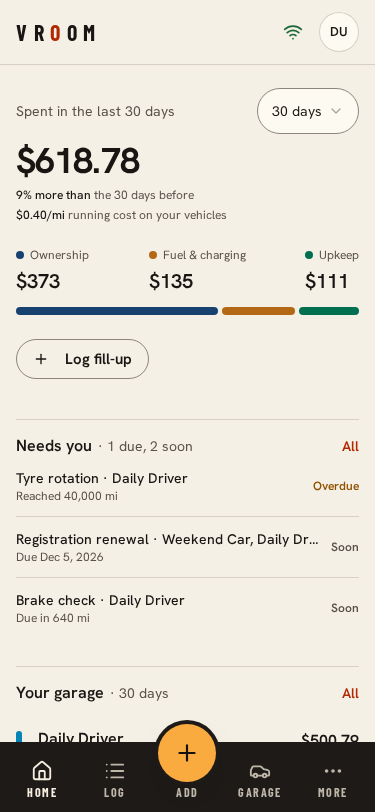 VROOM
DU
Spent in the last 30 days
30 days
$618.78
9% more than the 30 days before
$0.40/mi running cost on your vehicles
Ownership
Fuel & charging
Upkeep
$373
$135
$111
+ Log fill-up
Needs you · 1 due, 2 soon
All
Tyre rotation · Daily Driver
Overdue
Reached 40,000 mi
Registration renewal · Weekend Car, Daily Dr...
Soon
Due Dec 5, 2026
Brake check · Daily Driver
Soon
Due in 640 mi
Your garage · 30 days
All
Daily Driver
$500.79
HOME
LOG
ADD
GARAGE
MORE